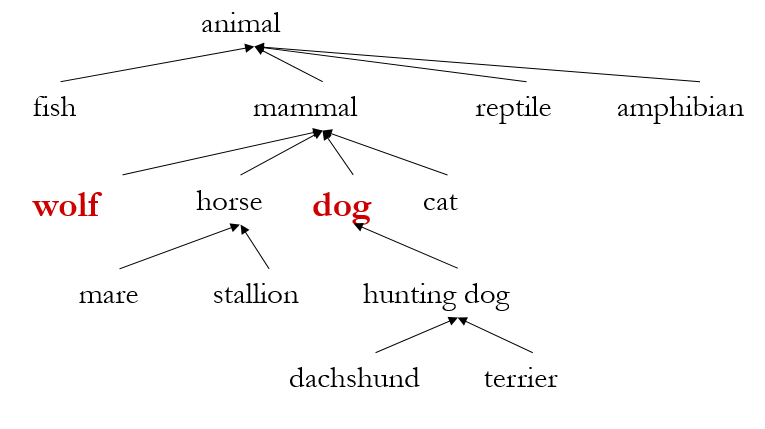 animal
fish mammal reptile amphibian
wolf horse dog cat
mare stallion hunting dog
dachshund terrier